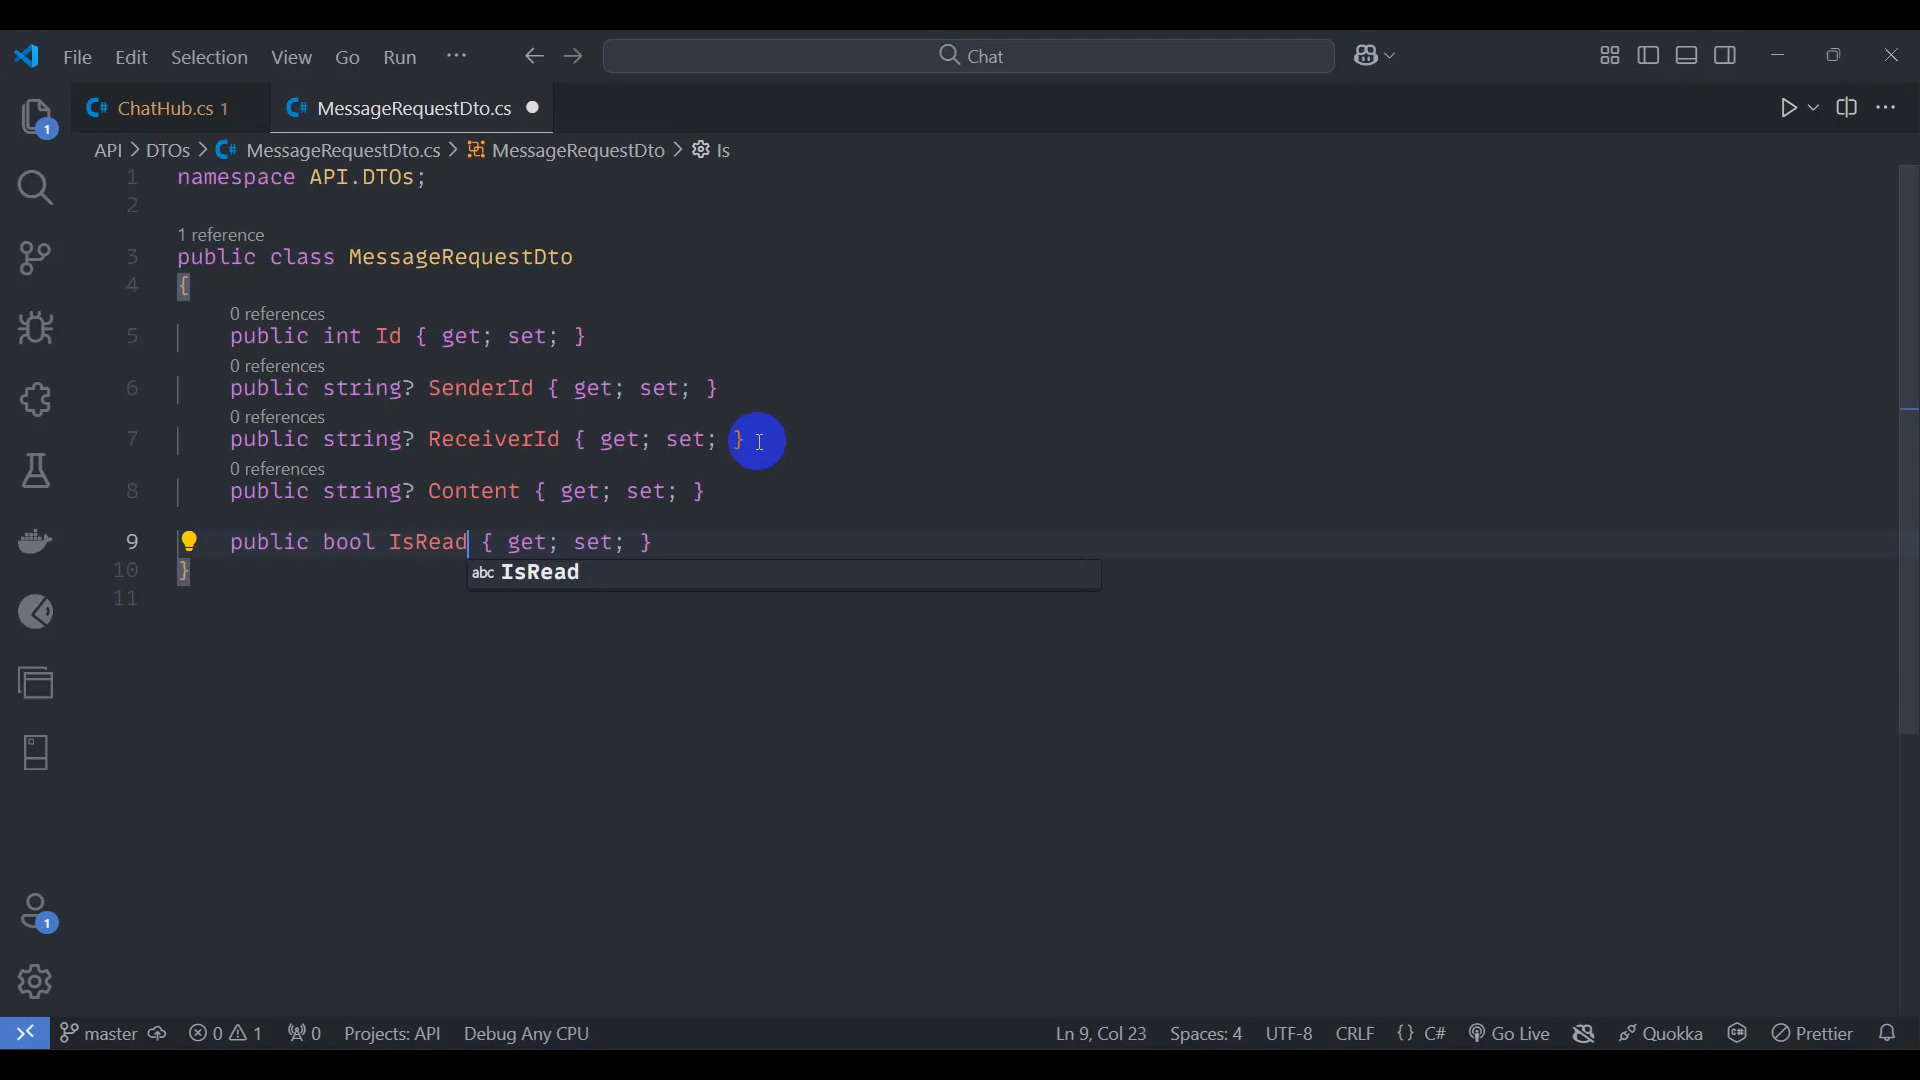 File Edit Selection View Go Run ··· Chat
ChatHub.cs 1 MessageRequestDto.cs
API > DTOs > MessageRequestDto.cs > MessageRequestDto > Is
1 namespace API.DTOs;
2
1 reference
3 public class MessageRequestDto
4 {
0 references
5 public int Id { get; set; }
0 references
6 public string? SenderId { get; set; }
0 references
7 public string? ReceiverId { get; set; }
0 references
8 public string? Content { get; set; }
9 public bool IsRead { get; set; }
10 }
abc IsRead
11
1
1
master 0 1 0 Projects: API Debug Any CPU Ln 9, Col 23 Spaces: 4 UTF-8 CRLF {} C# Go Live Quokka Prettier